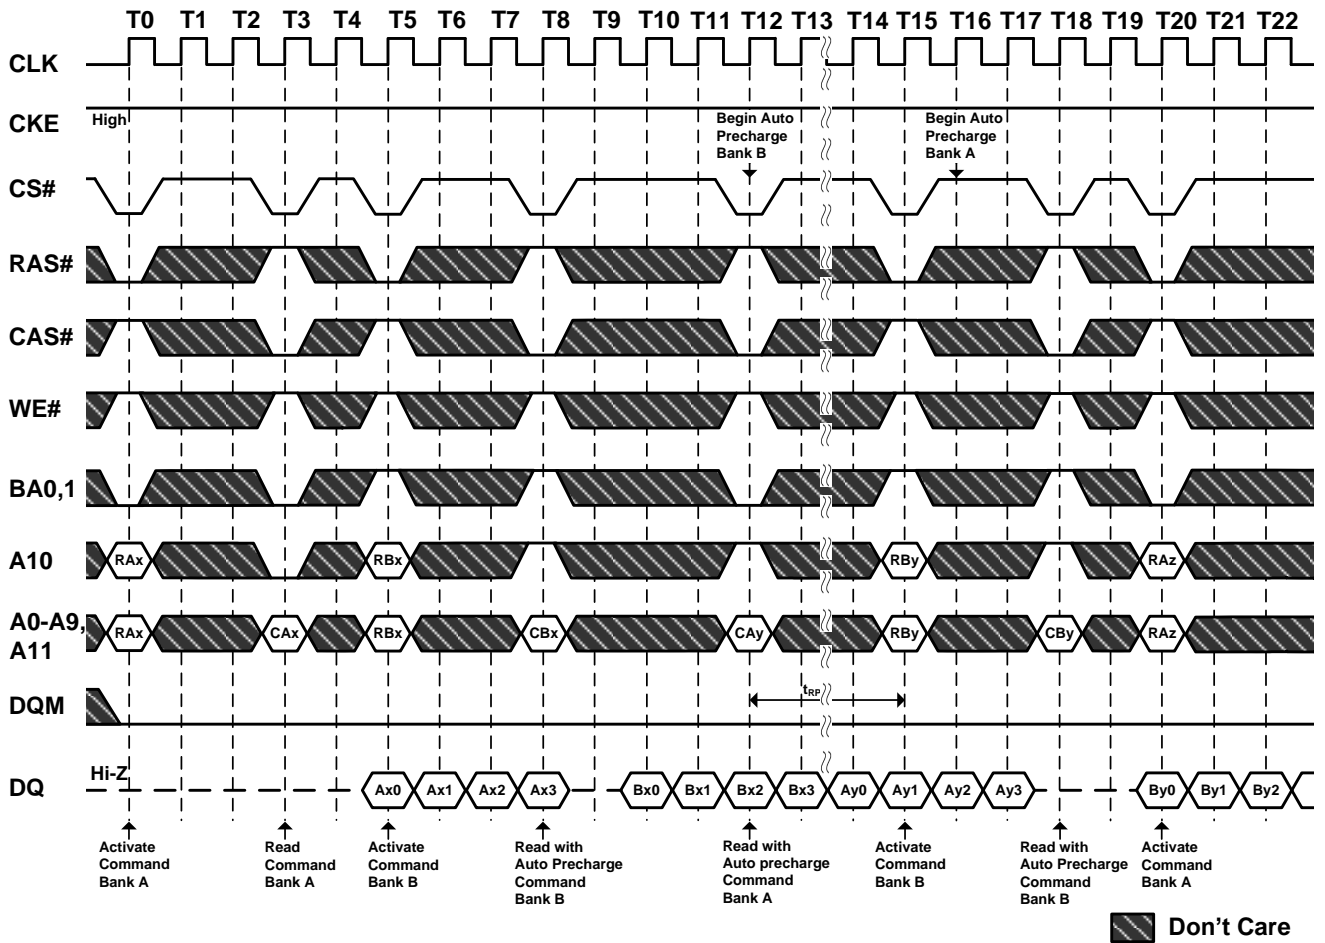 T0 T1 T2 T3 T4 T5 T6 T7 T8 T9 T10 T11 T12 T13 T14 T15 T16 T17 T18 T19 T20 T21 T22
CLK
CKE
High
Begin Auto
Precharge
Bank B
Begin Auto
Precharge
Bank A
CS#
RAS#
CAS#
WE#
BA0,1
A10
RAx RBx RBy RAz
A0-A9,
A11
RAx CAx RBx CBx CAy RBy CBy RAz
DQM
tRP
DQ
Hi-Z
Ax0 Ax1 Ax2 Ax3 Bx0 Bx1 Bx2 Bx3 Ay0 Ay1 Ay2 Ay3 By0 By1 By2
Activate
Command
Bank A
Read
Command
Bank A
Activate
Command
Bank B
Read with
Auto Precharge
Command
Bank B
Read with
Auto precharge
Command
Bank A
Activate
Command
Bank B
Read with
Auto Precharge
Command
Bank B
Activate
Command
Bank A
Don't Care